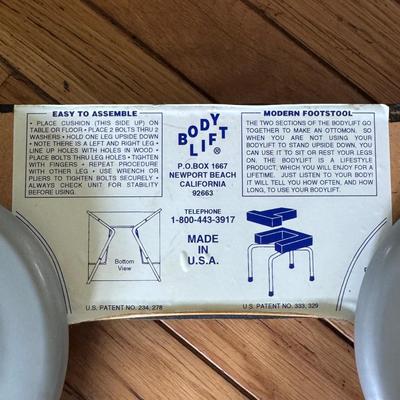 EASY TO ASSEMBLE
• PLACE CUSHION (THIS SIDE UP) ON
TABLE OR FLOOR • PLACE 2 BOLTS THRU 2
WASHERS • HOLD ONE LEG UPSIDE DOWN
• NOTE THERE IS A LEFT AND RIGHT LEG •
LINE UP HOLES WITH HOLES IN WOOD •
PLACE BOLTS THRU LEG HOLES • TIGHTEN
WITH FINGERS • REPEAT PROCEDURE
WITH OTHER LEG • USE WRENCH OR
PLIERS TO TIGHTEN BOLTS SECURELY •
ALWAYS CHECK UNIT FOR STABILITY
BEFORE USING.
Bottom
View
U.S. PATENT NO. 234, 278
BODY
LIFT®
P.O.BOX 1667
NEWPORT BEACH
CALIFORNIA
92663
TELEPHONE
1-800-443-3917
MADE
IN
U.S.A.
MODERN FOOTSTOOL
THE TWO SECTIONS OF THE BODYLIFT GO
TOGETHER TO MAKE AN OTTOMON. SO
WHEN YOU ARE NOT USING YOUR
BODYLIFT TO STAND UPSIDE DOWN, YOU
CAN USE IT TO SIT OR REST YOUR LEGS
ON. THE BODYLIFT IS A LIFESTYLE
PRODUCT, WHICH YOU WILL ENJOY FOR A
LIFETIME. JUST LISTEN TO YOUR BODY!
IT WILL TELL YOU HOW OFTEN, AND HOW
LONG, TO USE YOUR BODYLIFT.
U.S. PATENT NO. 333, 329